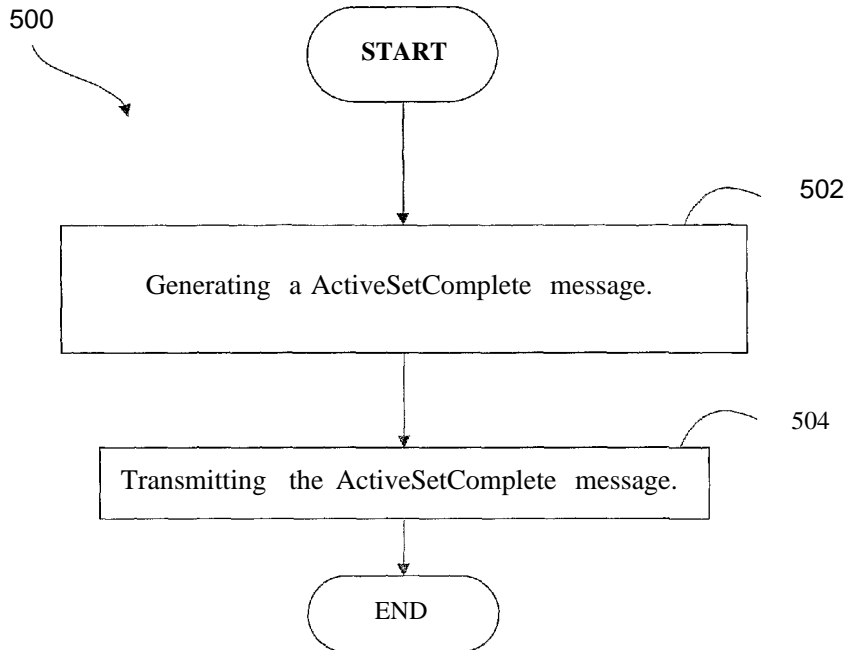 500
START
502
Generating a ActiveSetComplete message.
504
Transmitting the ActiveSetComplete message.
END